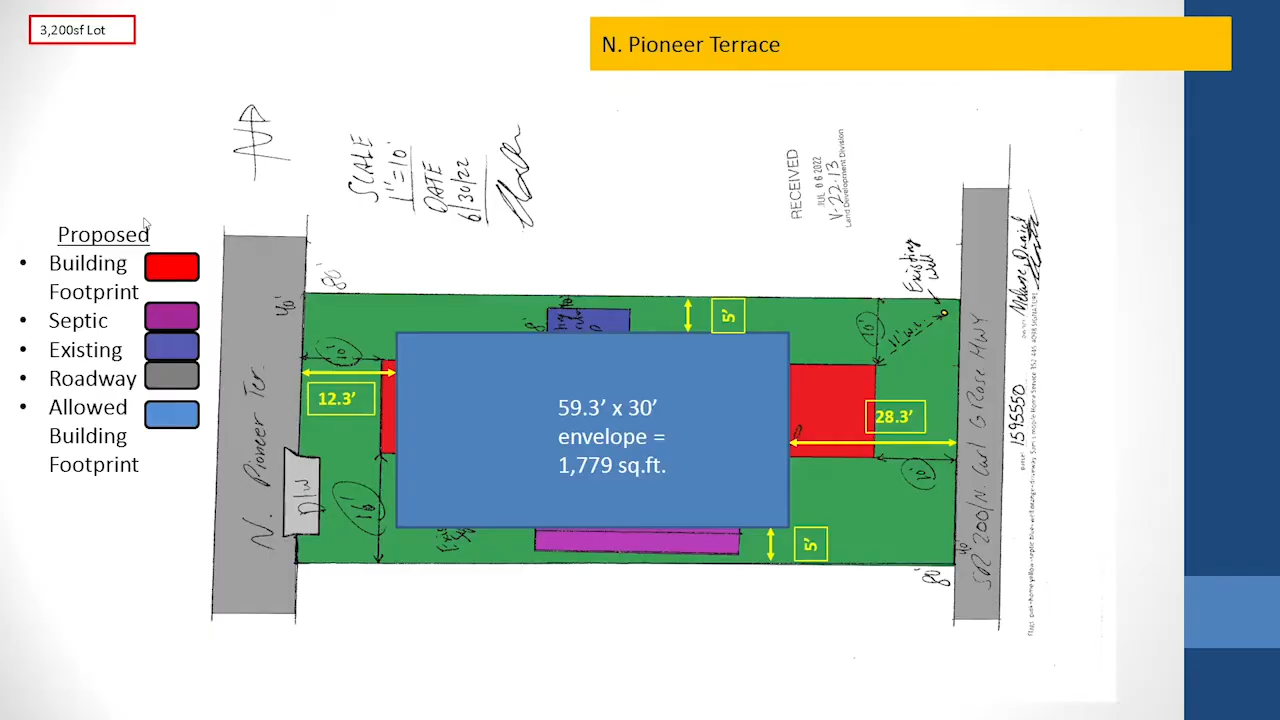 3,200sf Lot
N. Pioneer Terrace
N
SCALE
1"=10'
DATE
6/30/22
RECEIVED
JUL 06 2022
V-22-13
Land Development Division
Proposed
• Building
Footprint
• Septic
• Existing
• Roadway
• Allowed
Building
Footprint
80'
40'
Existing
Well
8'
5'
10'
10'
12.3'
59.3' x 30'
envelope =
1,779 sq.ft.
28.3'
10'
N. Pioneer Ter.
D/W
16'
5'
40'
80'
SR 200/N. Carl G Rose HWY
1595550